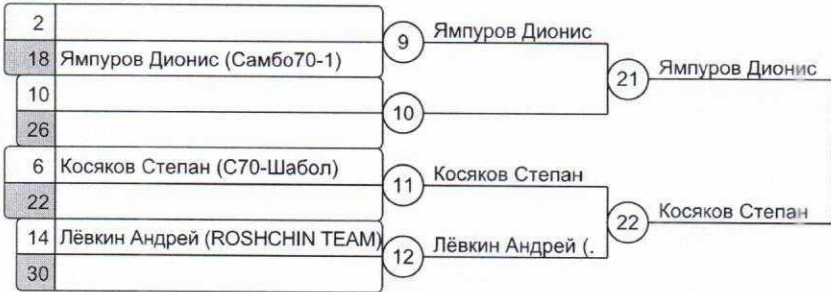 2
9 Ямпуров Дионис
18 Ямпуров Дионис (Самбо70-1)
21 Ямпуров Дионис
10
10
26
6 Косяков Степан (С70-Шабол)
11 Косяков Степан
22
22 Косяков Степан
14 Лёвкин Андрей (ROSHCHIN TEAM)
12 Лёвкин Андрей (.
30